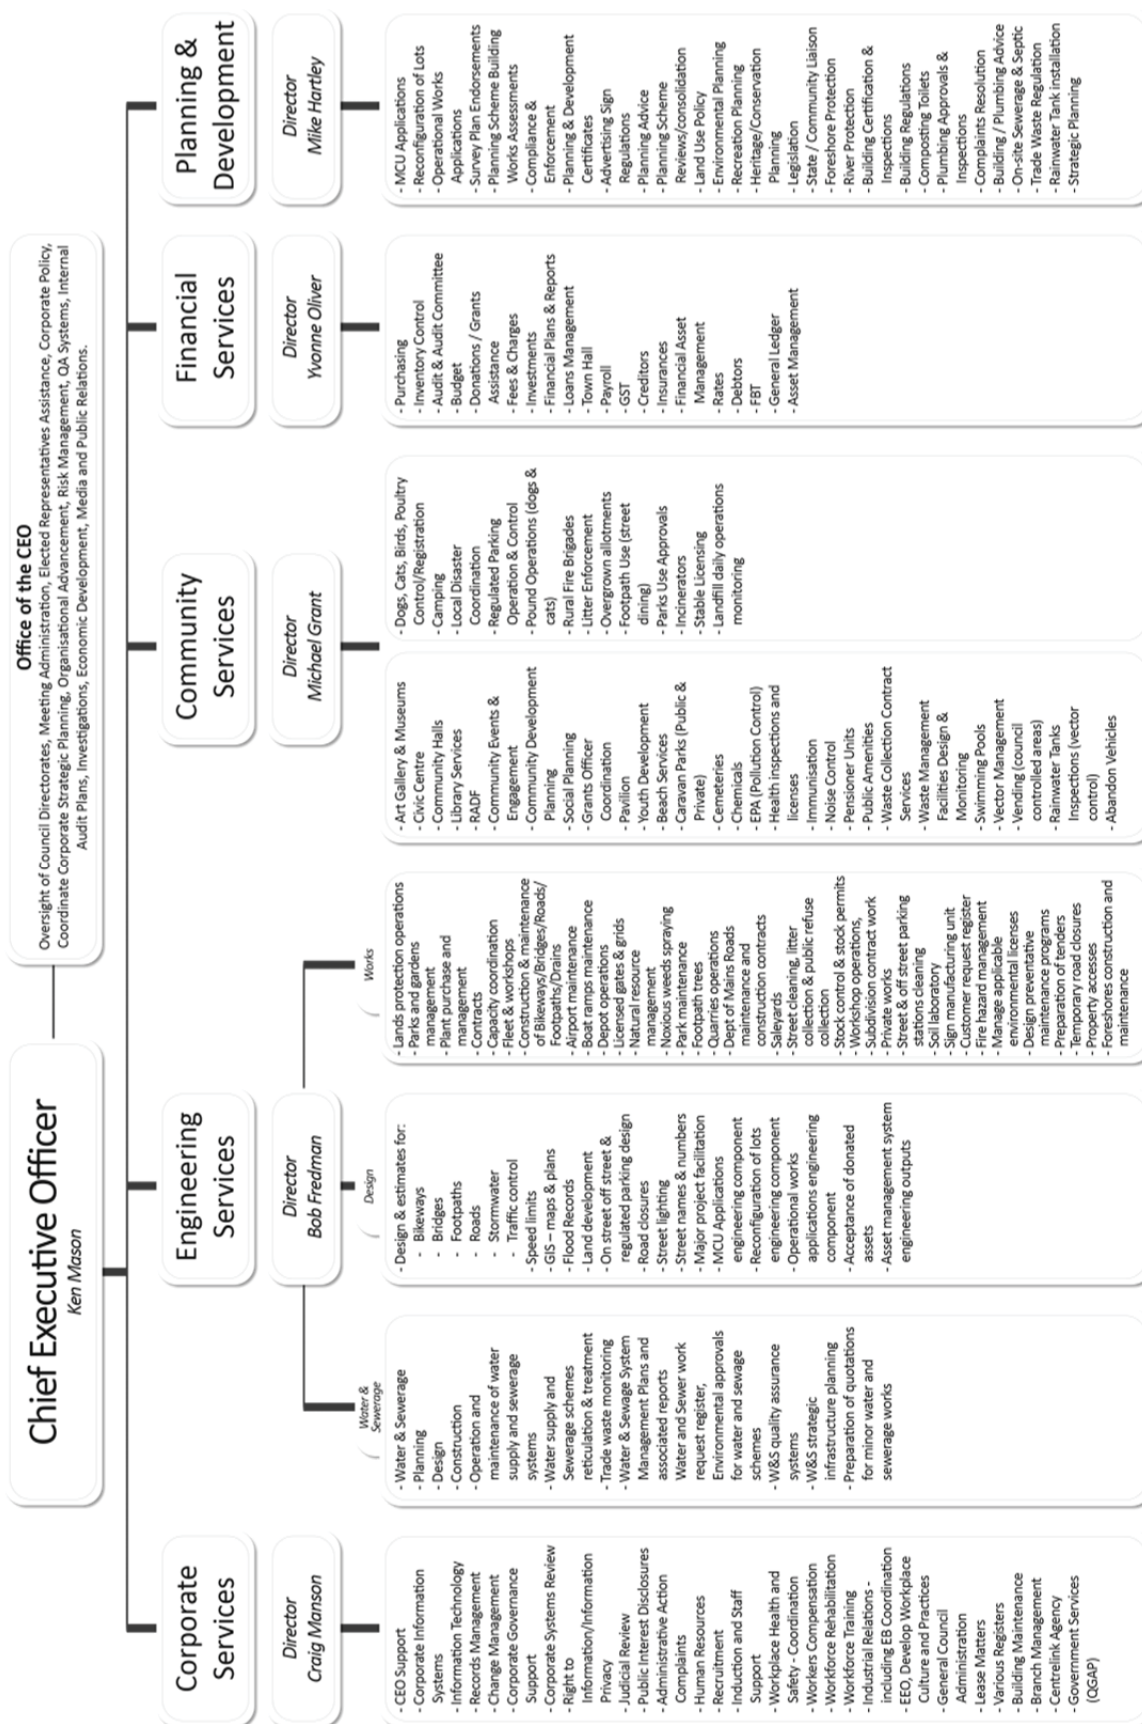 Chief Executive Officer
Ken Mason
Office of the CEO
Oversight of Council Directorates, Meeting Administration, Elected Representatives Assistance, Corporate Policy,
Coordinate Corporate Strategic Planning, Organisational Advancement, Risk Management, QA Systems, Internal
Audit Plans, Investigations, Economic Development, Media and Public Relations.
Corporate
Services
Director
Craig Manson
- CEO Support
- Corporate Information
Systems
- Information Technology
- Records Management
- Change Management
- Corporate Governance
Support
- Corporate Systems Review
- Right to
Information/Information
Privacy
- Judicial Review
- Public Interest Disclosures
- Administrative Action
Complaints
- Human Resources
- Recruitment
- Induction and Staff
Support
- Workplace Health and
Safety - Coordination
- Workers Compensation
- Workforce Rehabilitation
- Workforce Training
- Industrial Relations -
including EB Coordination
- EEO, Develop Workplace
Culture and Practices
- General Council
Administration
- Lease Matters
- Various Registers
- Building Maintenance
- Branch Management
- Centrelink Agency
- Government Services
(QGAP)
Engineering
Services
Director
Bob Fredman
Water &
Sewerage
- Water & Sewerage
- Planning
- Design
- Construction
- Operation and
maintenance of water
supply and sewerage
systems
- Water supply and
Sewerage schemes
reticulation & treatment
- Trade waste monitoring
- Water & Sewage System
Management Plans and
associated reports
Water and Sewer work
request register,
Environmental approvals
for water and sewage
schemes
- W&S quality assurance
systems
- W&S strategic
infrastructure planning
- Preparation of quotations
for minor water and
sewerage works
Design
- Design & estimates for:
- Bikeways
- Bridges
- Footpaths
- Roads
- Stormwater
- Traffic control
- Speed limits
- GIS – maps & plans
- Flood Records
- Land development
- On street off street &
regulated parking design
- Road closures
- Street lighting
- Street names & numbers
- Major project facilitation
- MCU Applications
engineering component
- Reconfiguration of lots
engineering component
- Operational works
applications engineering
component
- Acceptance of donated
assets
- Asset management system
engineering outputs
Works
- Lands protection operations
- Parks and gardens
management
- Plant purchase and
management
- Contracts
- Capacity coordination
- Fleet & workshops
- Construction & maintenance
of Bikeways/Bridges/Roads/
Footpaths/Drains
- Airport maintenance
- Boat ramps maintenance
- Depot operations
- Licensed gates & grids
- Natural resource
management
- Noxious weeds spraying
- Park maintenance
- Footpath trees
- Quarries operations
- Dept of Mains Roads
maintenance and
construction contracts
- Saleyards
- Street cleaning, litter
collection & public refuse
collection
- Stock control & stock permits
- Workshop operations,
- Subdivision contract work
- Private works
- Street & off street parking
stations cleaning
- Soil laboratory
- Sign manufacturing unit
- Customer request register
- Fire hazard management
- Manage applicable
environmental licenses
- Design preventative
maintenance programs
- Preparation of tenders
- Temporary road closures
- Property accesses
- Foreshores construction and
maintenance
Community
Services
Director
Michael Grant
- Art Gallery & Museums
- Civic Centre
- Community Halls
- Library Services
- RADF
- Community Events &
Engagement
- Community Development
Planning
- Social Planning
- Grants Officer
Coordination
- Pavilion
- Youth Development
- Beach Services
- Caravan Parks (Public &
Private)
- Cemeteries
- Chemicals
- EPA (Pollution Control)
- Health inspections and
licenses
- Immunisation
- Noise Control
- Pensioner Units
- Public Amenities
- Waste Collection Contract
Services
- Waste Management
Facilities Design &
Monitoring
- Swimming Pools
- Vector Management
- Vending (council
controlled areas)
- Rainwater Tanks
Inspections (vector
control)
- Abandon Vehicles
- Dogs, Cats, Birds, Poultry
Control/Registration
- Camping
- Local Disaster
Coordination
- Regulated Parking
Operation & Control
- Pound Operations (dogs &
cats)
- Rural Fire Brigades
- Litter Enforcement
- Overgrown allotments
- Footpath Use (street
dining)
- Parks Use Approvals
- Incinerators
- Stable Licensing
- Landfill daily operations
monitoring
Financial
Services
Director
Yvonne Oliver
- Purchasing
- Inventory Control
- Audit & Audit Committee
- Budget
- Donations / Grants
Assistance
- Fees & Charges
- Investments
- Financial Plans & Reports
- Loans Management
- Town Hall
- Payroll
- GST
- Creditors
- Insurances
- Financial Asset
Management
- Rates
- Debtors
- FBT
- General Ledger
- Asset Management
Planning &
Development
Director
Mike Hartley
- MCU Applications
- Reconfiguration of Lots
- Operational Works
Applications
- Survey Plan Endorsements
- Planning Scheme Building
Works Assessments
- Compliance &
Enforcement
- Planning & Development
Certificates
- Advertising Sign
Regulations
- Planning Advice
- Planning Scheme
Reviews/consolidation
- Land Use Policy
- Environmental Planning
- Recreation Planning
- Heritage/Conservation
Planning
- Legislation
- State / Community Liaison
- Foreshore Protection
- River Protection
- Building Certification &
Inspections
- Building Regulations
- Composting Toilets
- Plumbing Approvals &
Inspections
- Complaints Resolution
- Building / Plumbing Advice
- On-site Sewerage & Septic
- Trade Waste Regulation
- Rainwater Tank installation
- Strategic Planning